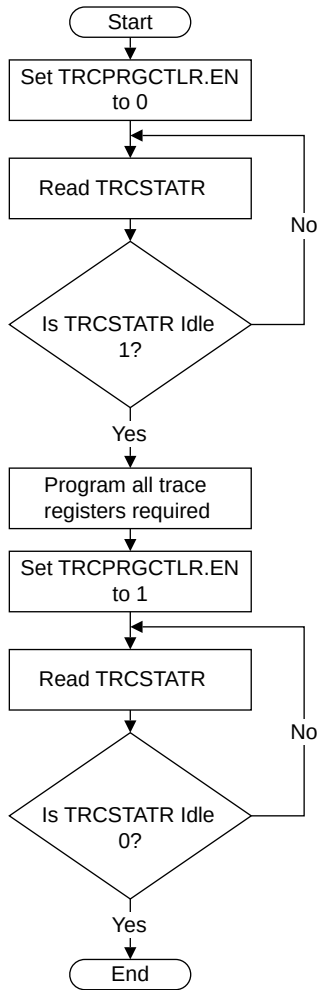 Start
Set TRCPRGCTLR.EN
to 0
Read TRCSTATR
No
Is TRCSTATR Idle
1?
Yes
Program all trace
registers required
Set TRCPRGCTLR.EN
to 1
Read TRCSTATR
No
Is TRCSTATR Idle
0?
Yes
End